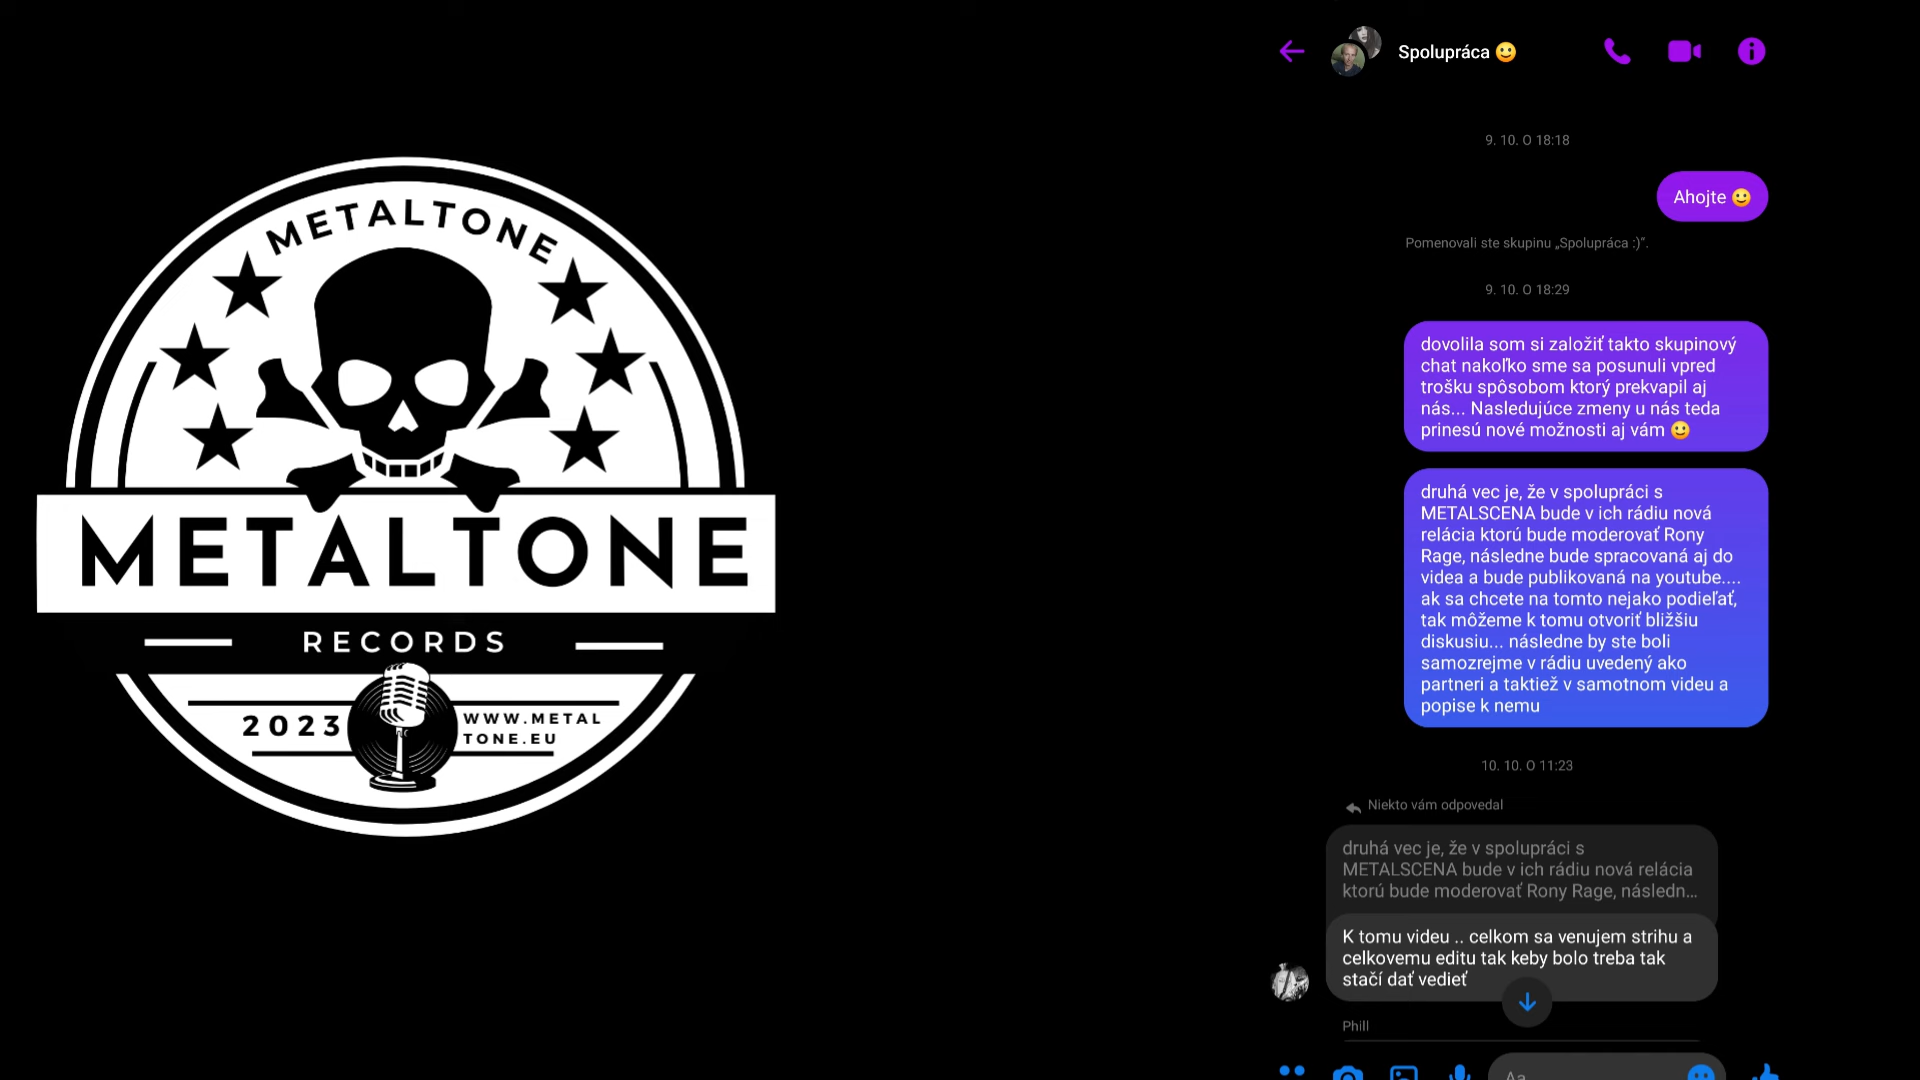 METALTONE
METALTONE
RECORDS
2023
WWW.METAL
TONE.EU
Spolupráca 🙂
9. 10. O 18:18
Ahojte 🙂
Pomenovali ste skupinu „Spolupráca :)“.
9. 10. O 18:29
dovolila som si založiť takto skupinový
chat nakoľko sme sa posunuli vpred
trošku spôsobom ktorý prekvapil aj
nás... Nasledujúce zmeny u nás teda
prinesú nové možnosti aj vám 🙂
druhá vec je, že v spolupráci s
METALSCENA bude v ich rádiu nová
relácia ktorú bude moderovať Rony
Rage, následne bude spracovaná aj do
videa a bude publikovaná na youtube....
ak sa chcete na tomto nejako podieľať,
tak môžeme k tomu otvoriť bližšiu
diskusiu... následne by ste boli
samozrejme v rádiu uvedený ako
partneri a taktiež v samotnom videu a
popise k nemu
10. 10. O 11:23
Niekto vám odpovedal
druhá vec je, že v spolupráci s
METALSCENA bude v ich rádiu nová relácia
ktorú bude moderovať Rony Rage, následn...
K tomu videu .. celkom sa venujem strihu a
celkovemu editu tak keby bolo treba tak
stačí dať vedieť
Phill
Aa